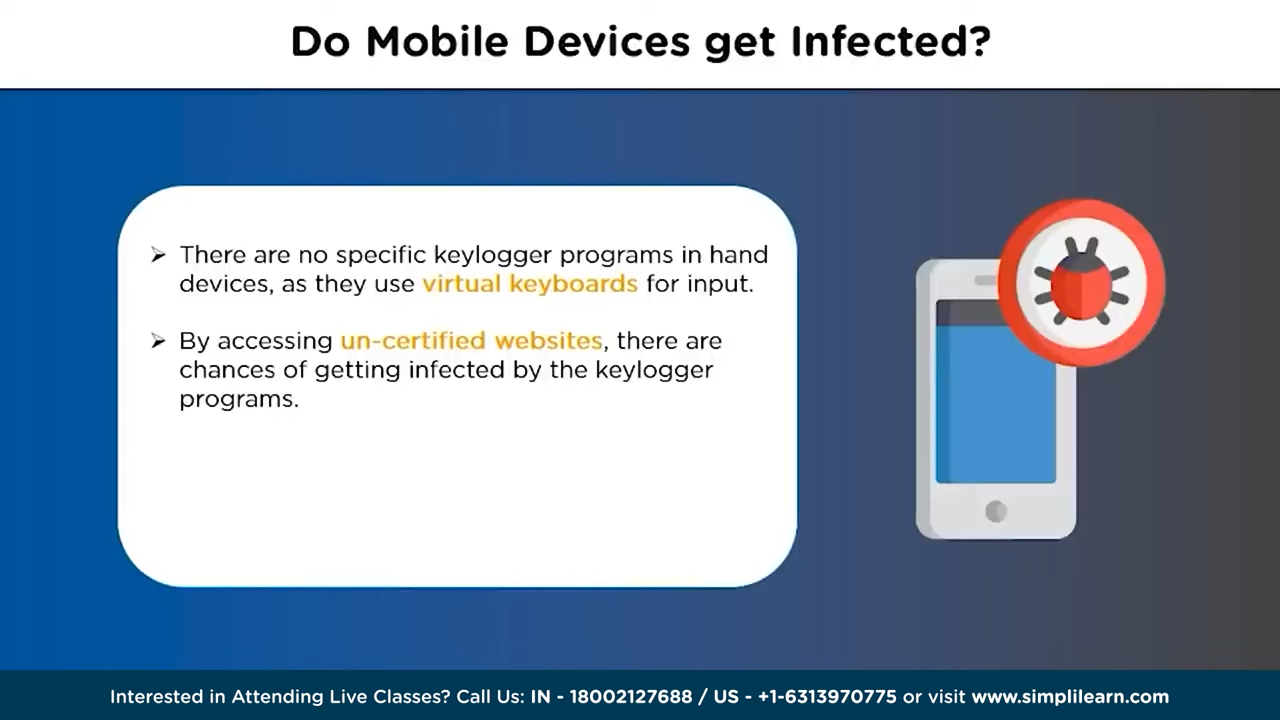 Do Mobile Devices get Infected?
➢ There are no specific keylogger programs in hand
devices, as they use virtual keyboards for input.
➢ By accessing un-certified websites, there are
chances of getting infected by the keylogger
programs.
Interested in Attending Live Classes? Call Us: IN - 18002127688 / US - +1-6313970775 or visit www.simplilearn.com